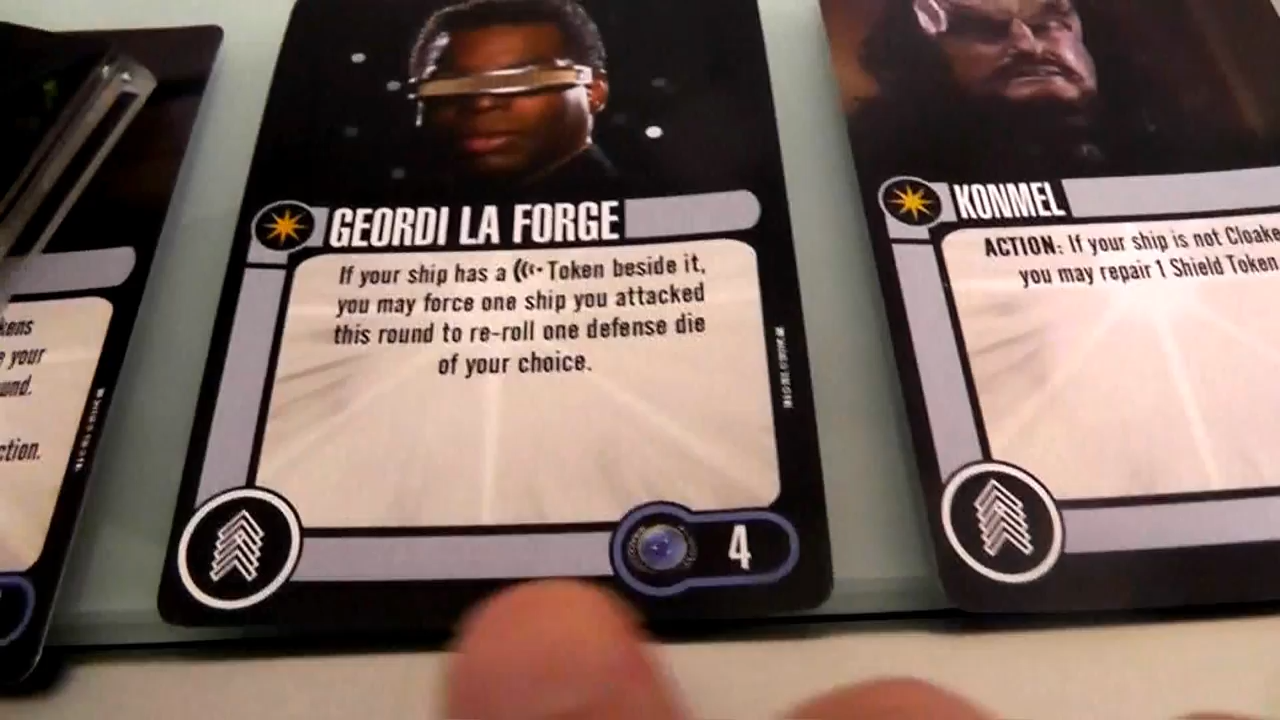 kens
your
und.
ction.
GEORDI LA FORGE
If your ship has a Token beside it,
you may force one ship you attacked
this round to re-roll one defense die
of your choice.
4
KONMEL
ACTION: If your ship is not Cloake
you may repair 1 Shield Token